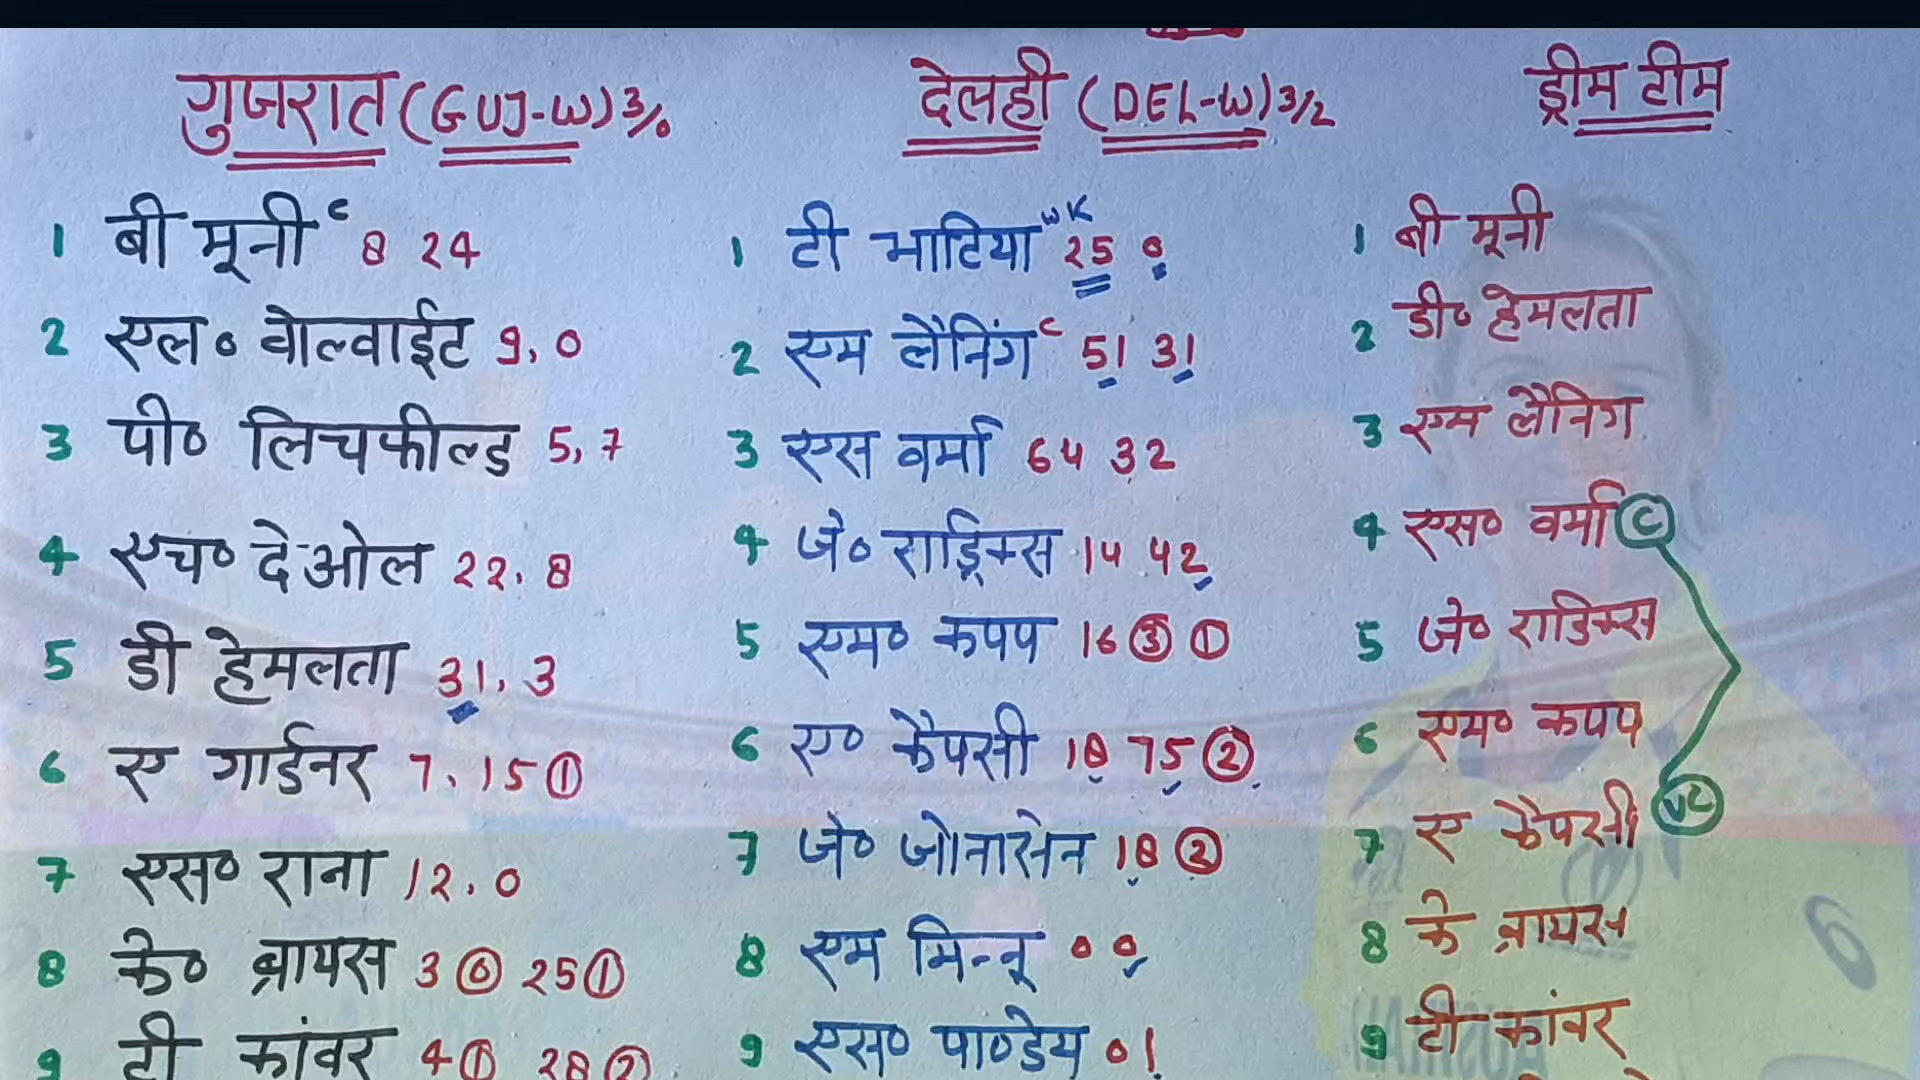 गुजरात (GUJ-W) 3/0
1 बी मूनी c 8 24
2 एल० वोल्वाईट 9, 0
3 पी० लिचफील्ड 5, 7
4 एच० देओल 22, 8
5 डी हेमलता 31, 3
6 ए गार्डनर 7, 15 ①
7 एस० राना 12, 0
8 के० ब्रायस 3 ⓪ 25 ①
9 टी कांवर 4 ① 28 ②
देलही (DEL-W) 3/2
1 टी भाटिया WK 25 0
2 एम लैनिंग c 51 31
3 एस वर्मा 64 32
4 जे० राड्रिक्स 14 42
5 एम० कपप 16 ③ ①
6 ए० कैपसी 18 75 ②
7 जे० जोनासेन 18 ②
8 एम मिन्नू 0 0
9 एस० पाण्डेय 0 1
ड्रीम टीम
1 बी मूनी
2 डी० हेमलता
3 एम लैनिग
4 एस० वर्मा C
5 जे० राडिक्स
6 एम० कपप
7 ए कैपसी VC
8 के ब्रायस
9 टी कांवर